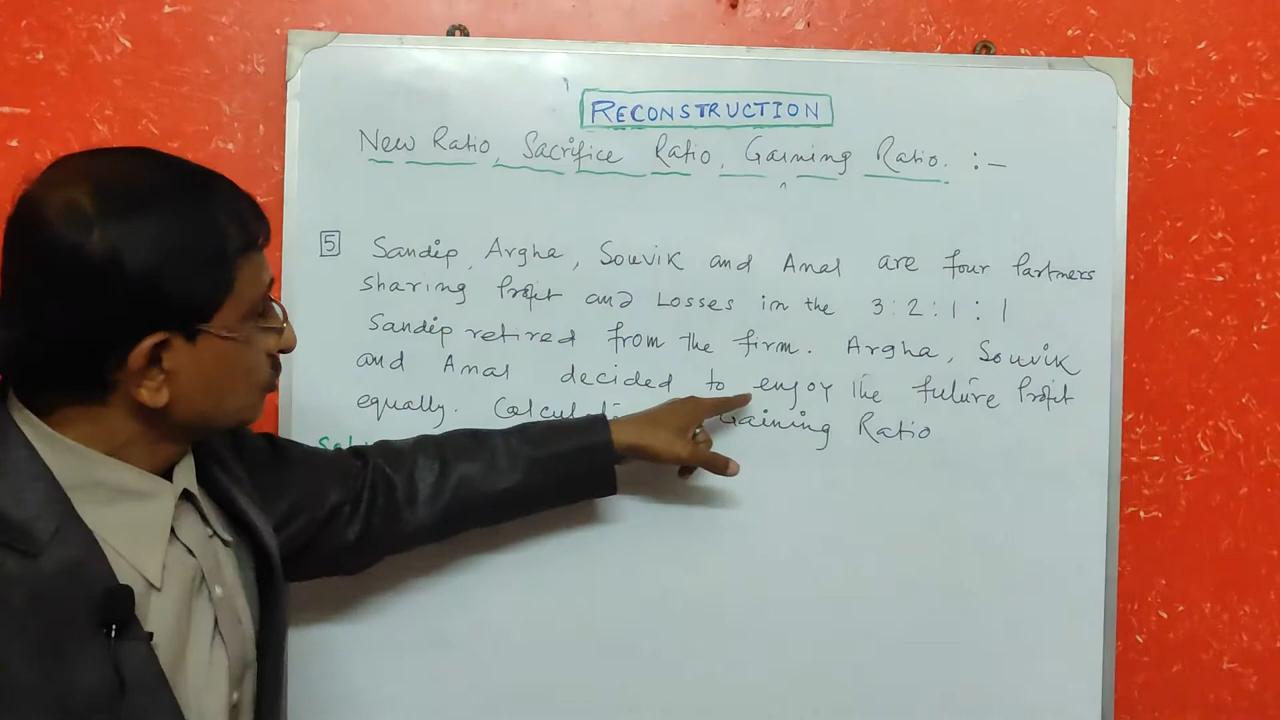 RECONSTRUCTION
New Ratio, Sacrifice Ratio, Gaining Ratio. :-
5 Sandip, Argha, Souvik and Amal are four Partners
Sharing Profit and Losses in the 3:2:1:1
Sandip retired from the firm. Argha, Souvik
and Amal decided to enjoy the future Profit
equally. Gaining Ratio